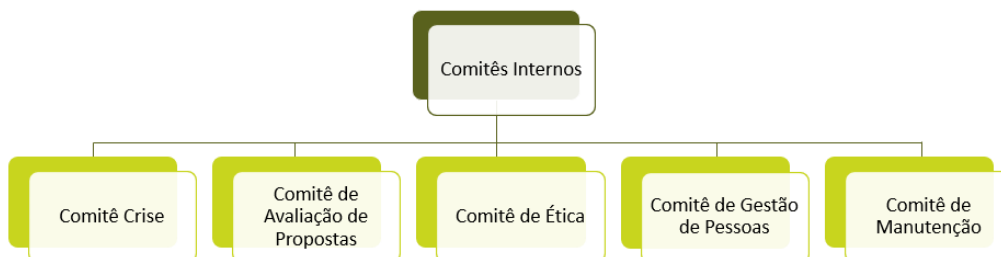 Comitês Internos
Comitê Crise
Comitê de
Avaliação de
Propostas
Comitê de Ética
Comitê de Gestão
de Pessoas
Comitê de
Manutenção